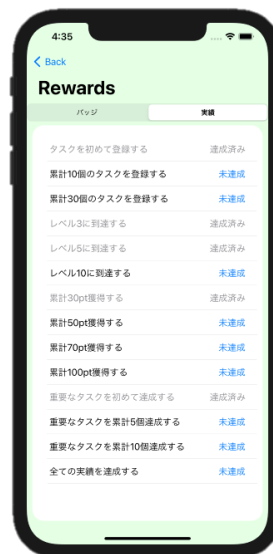 4:35
Back
Rewards
バッジ 実績
タスクを初めて登録する 達成済み
累計10個のタスクを登録する 未達成
累計30個のタスクを登録する 未達成
レベル3に到達する 達成済み
レベル5に到達する 達成済み
レベル10に到達する 未達成
累計30pt獲得する 達成済み
累計50pt獲得する 未達成
累計70pt獲得する 未達成
累計100pt獲得する 未達成
重要なタスクを初めて達成する 達成済み
重要なタスクを累計5個達成する 未達成
重要なタスクを累計10個達成する 未達成
全ての実績を達成する 未達成